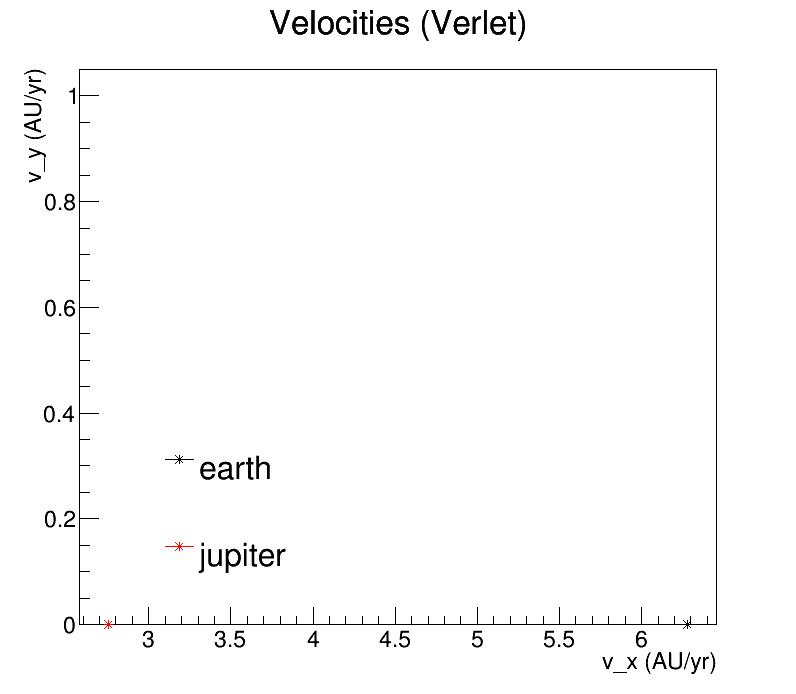 Velocities (Verlet)
v_y (AU/yr)
1
0.8
0.6
0.4
0.2
0
earth
jupiter
3 3.5 4 4.5 5 5.5 6
v_x (AU/yr)